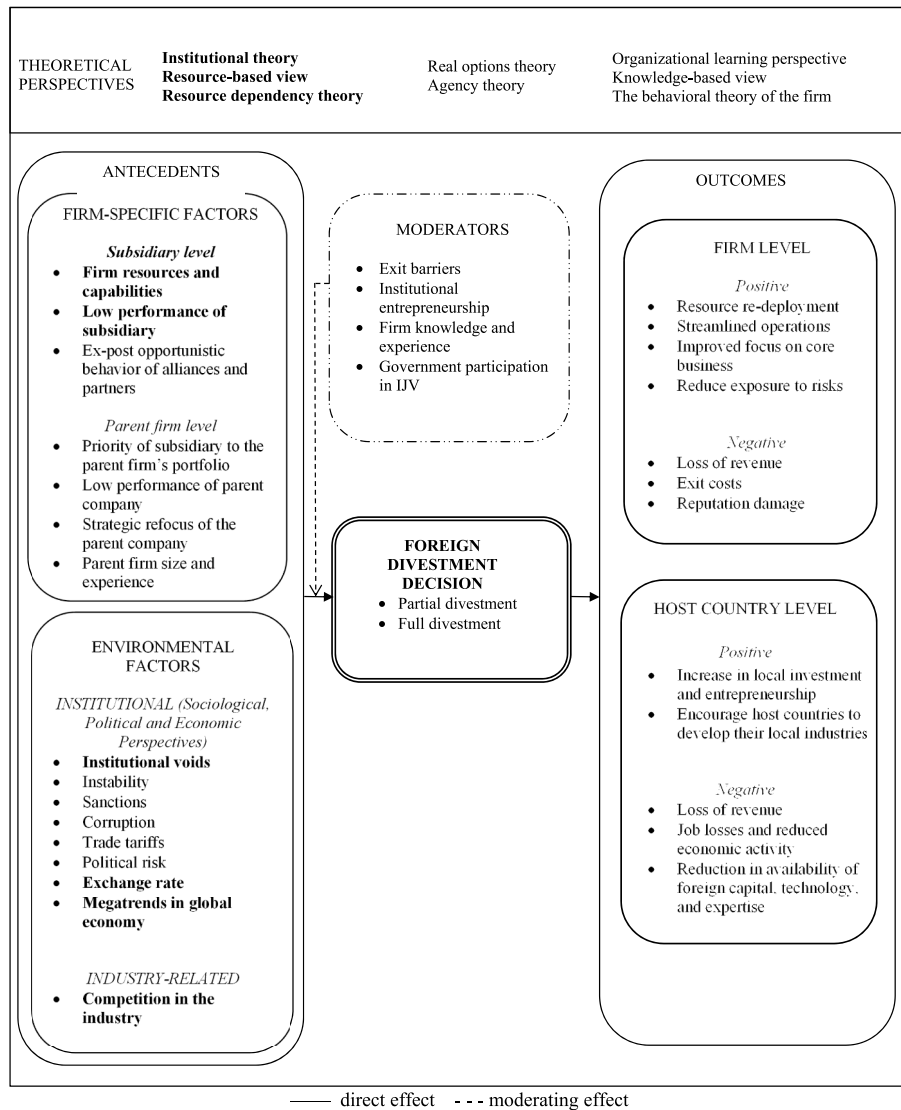 THEORETICAL
PERSPECTIVES
Institutional theory
Resource-based view
Resource dependency theory
Real options theory
Agency theory
Organizational learning perspective
Knowledge-based view
The behavioral theory of the firm
ANTECEDENTS
FIRM-SPECIFIC FACTORS
Subsidiary level
• Firm resources and
capabilities
• Low performance of
subsidiary
• Ex-post opportunistic
behavior of alliances and
partners
Parent firm level
• Priority of subsidiary to the
parent firm's portfolio
• Low performance of parent
company
• Strategic refocus of the
parent company
• Parent firm size and
experience
ENVIRONMENTAL
FACTORS
INSTITUTIONAL (Sociological,
Political and Economic
Perspectives)
• Institutional voids
• Instability
• Sanctions
• Corruption
• Trade tariffs
• Political risk
• Exchange rate
• Megatrends in global
economy
INDUSTRY-RELATED
• Competition in the
industry
MODERATORS
• Exit barriers
• Institutional
entrepreneurship
• Firm knowledge and
experience
• Government participation
in IJV
FOREIGN
DIVESTMENT
DECISION
• Partial divestment
• Full divestment
OUTCOMES
FIRM LEVEL
Positive
• Resource re-deployment
• Streamlined operations
• Improved focus on core
business
• Reduce exposure to risks
Negative
• Loss of revenue
• Exit costs
• Reputation damage
HOST COUNTRY LEVEL
Positive
• Increase in local investment
and entrepreneurship
• Encourage host countries to
develop their local industries
Negative
• Loss of revenue
• Job losses and reduced
economic activity
• Reduction in availability of
foreign capital, technology,
and expertise
direct effect moderating effect